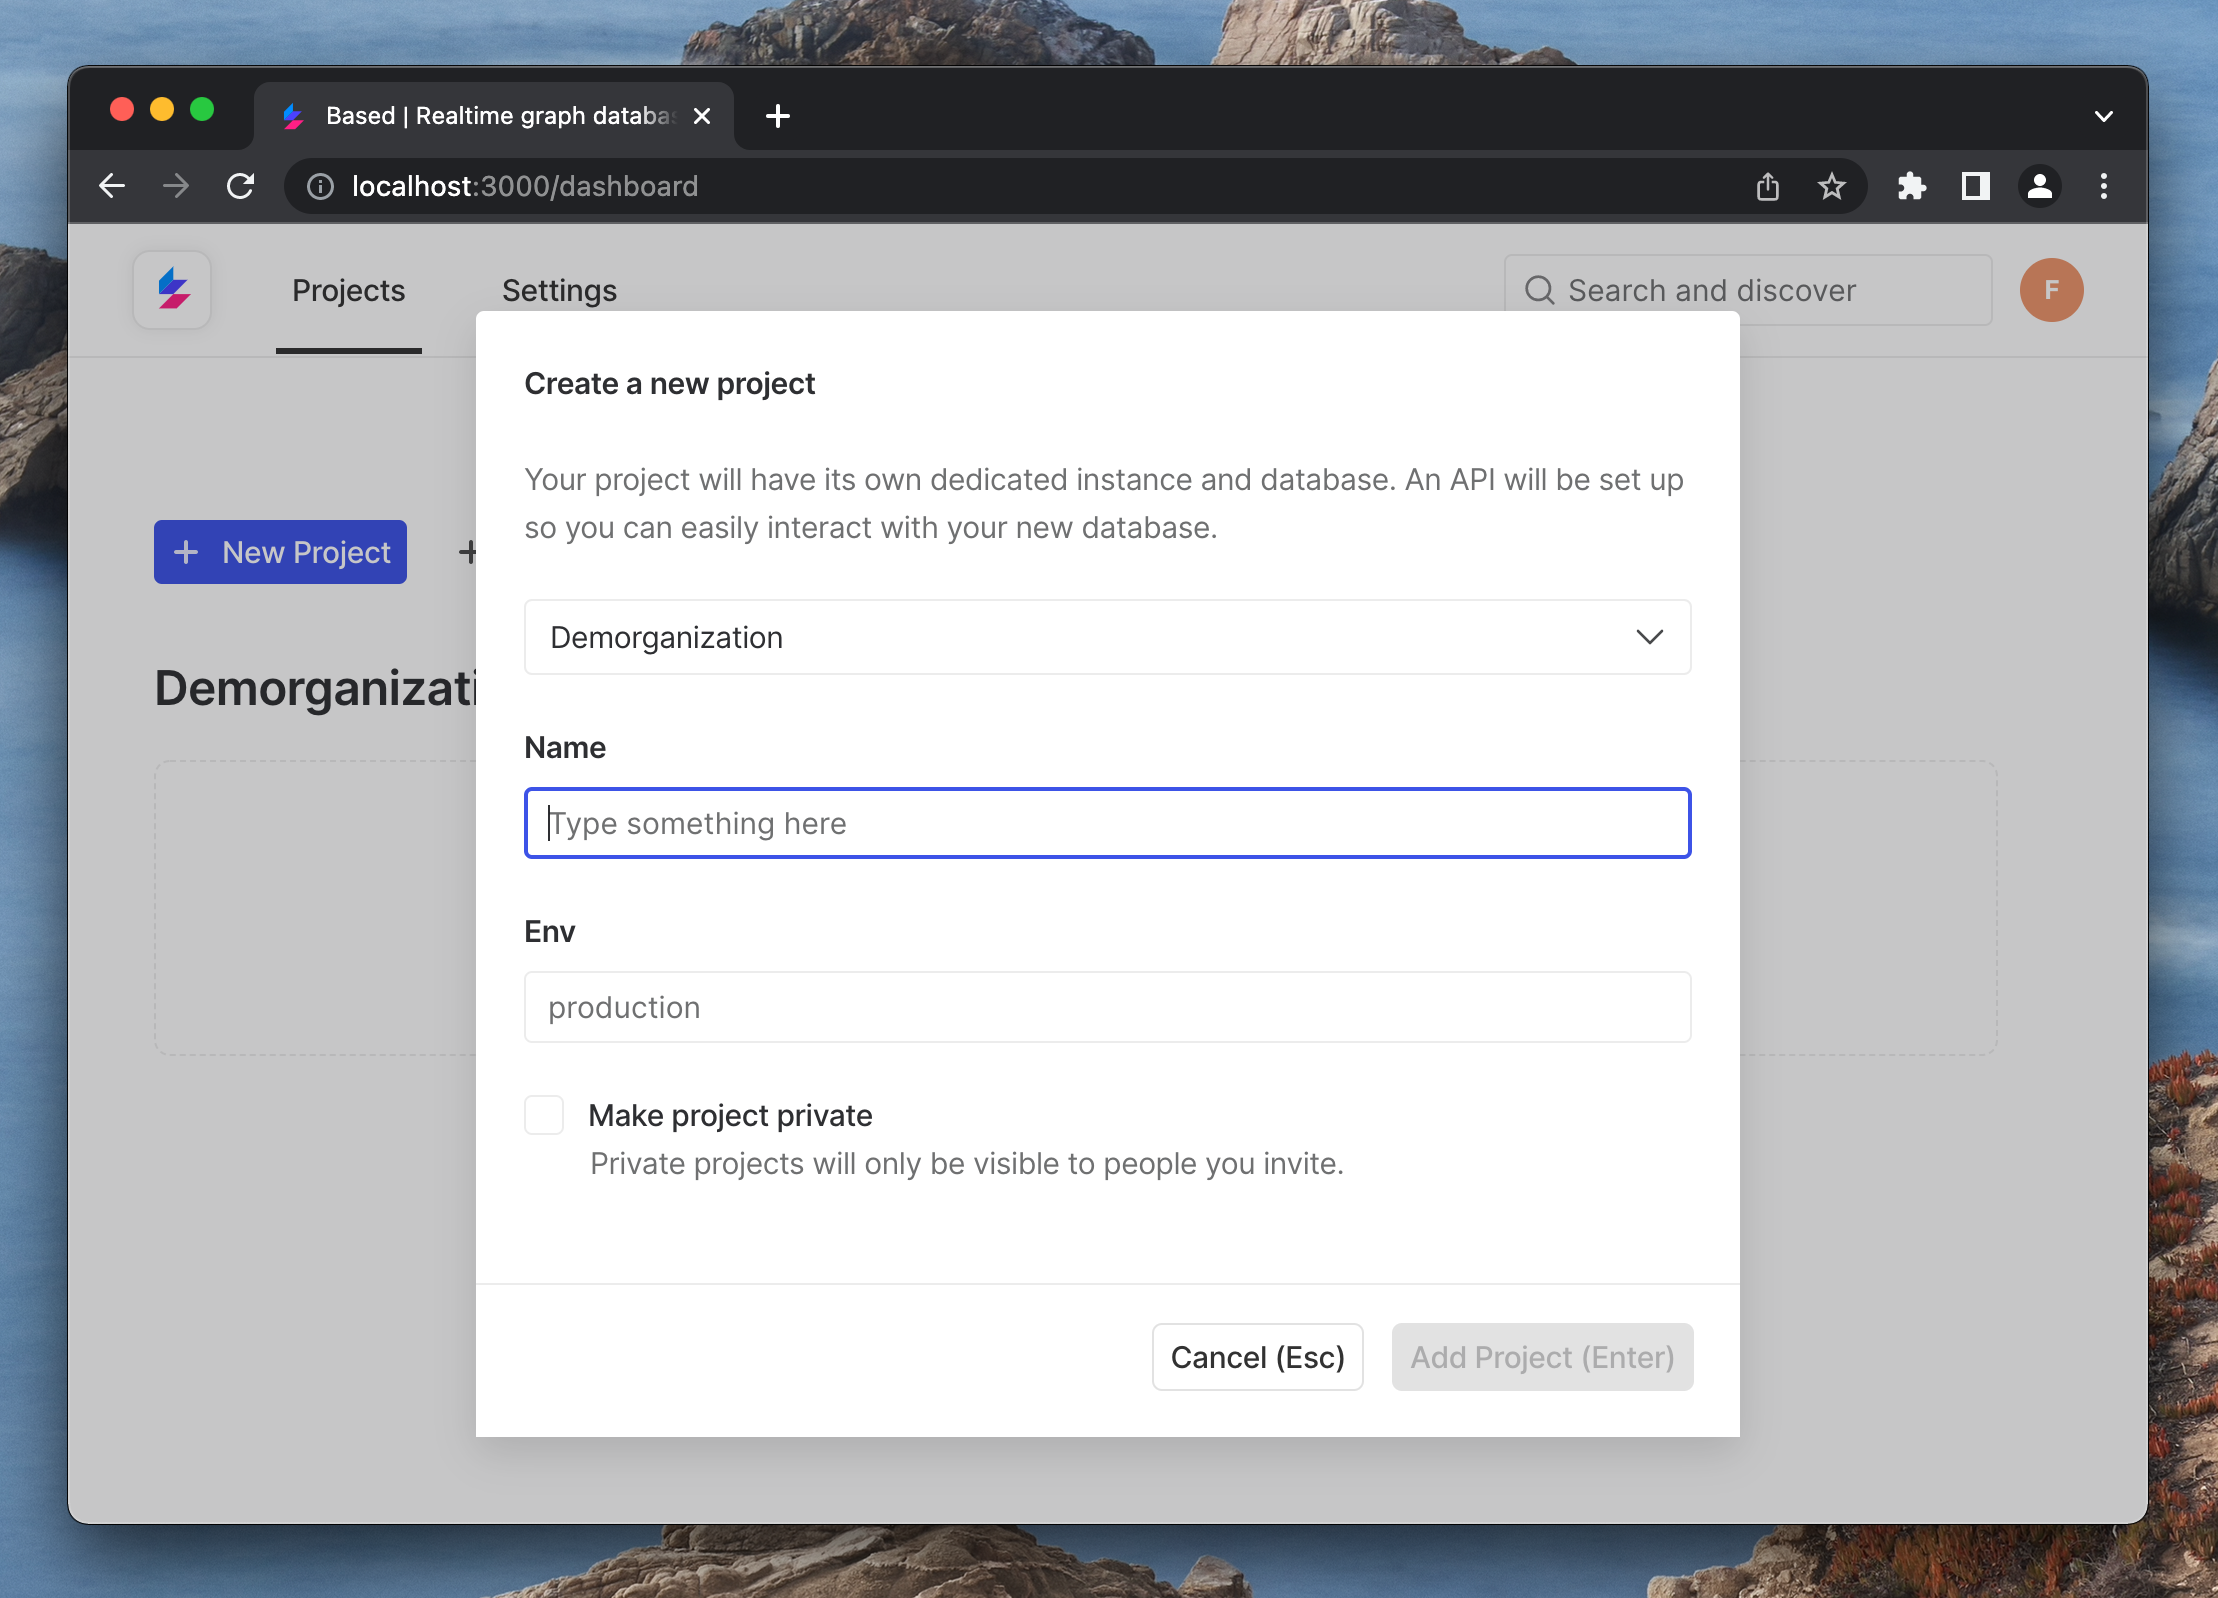 Based | Realtime graph databas
localhost:3000/dashboard
Projects
Settings
Search and discover
F
Create a new project
Your project will have its own dedicated instance and database. An API will be set up
so you can easily interact with your new database.
+ New Project
+
Demorganization
Demorganizati
Name
Type something here
Env
production
Make project private
Private projects will only be visible to people you invite.
Cancel (Esc)
Add Project (Enter)